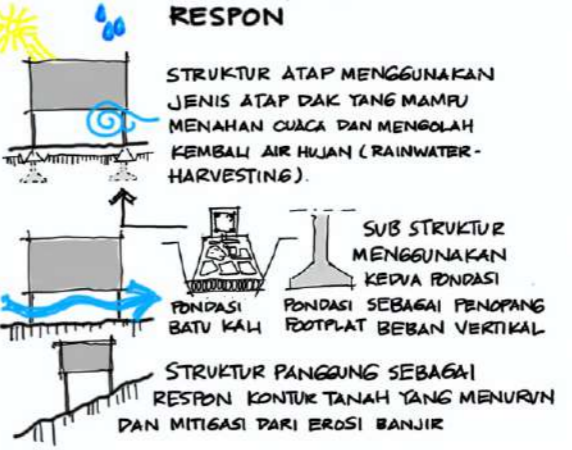 RESPON
STRUKTUR ATAP MENGGUNAKAN
JENIS ATAP DAK YANG MAMPU
MENAHAN CUACA DAN MENGOLAH
KEMBALI AIR HUJAN (RAINWATER-
HARVESTING).
SUB STRUKTUR
MENGGUNAKAN
KEDUA PONDASI
PONDASI
BATU KALI
PONDASI
FOOTPLAT
SEBAGAI PENOPANG
BEBAN VERTIKAL
STRUKTUR PANGGUNG SEBAGAI
RESPON KONTUR TANAH YANG MENURUN
DAN MITIGASI DARI EROSI BANJIR